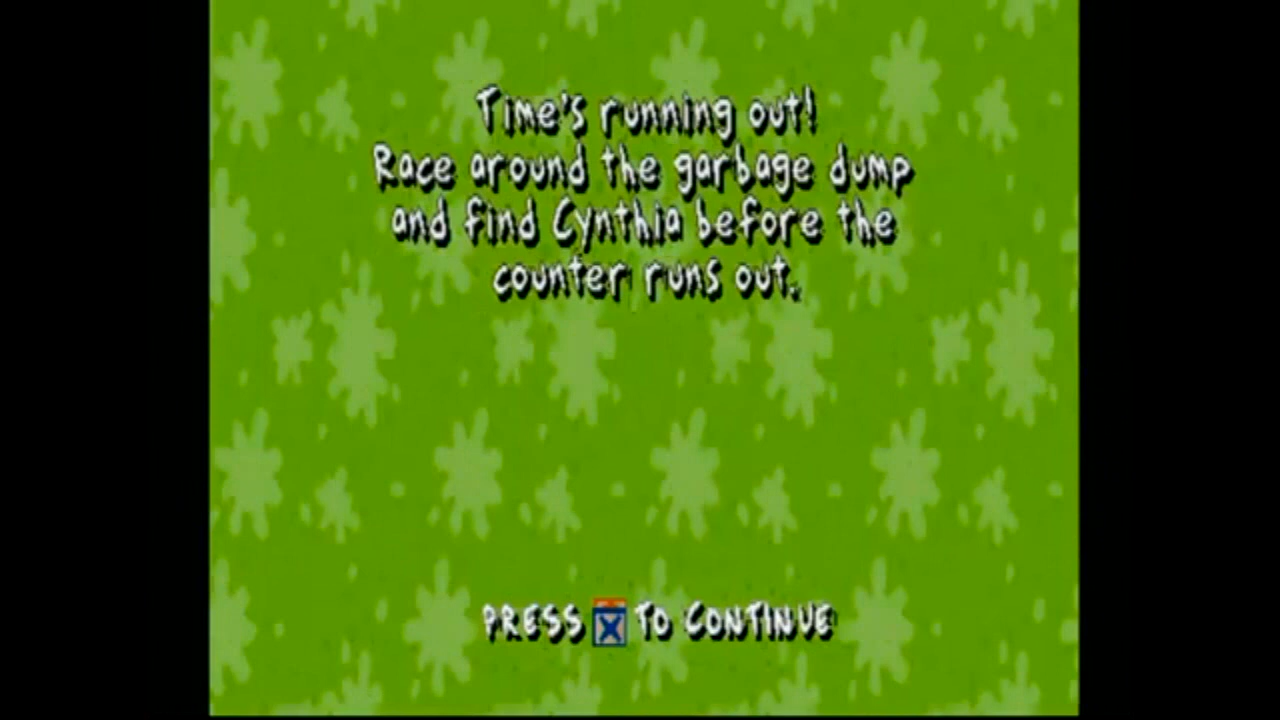 Time's running out!
Race around the garbage dump
and find Cynthia before the
counter runs out.
PRESS X TO CONTINUE